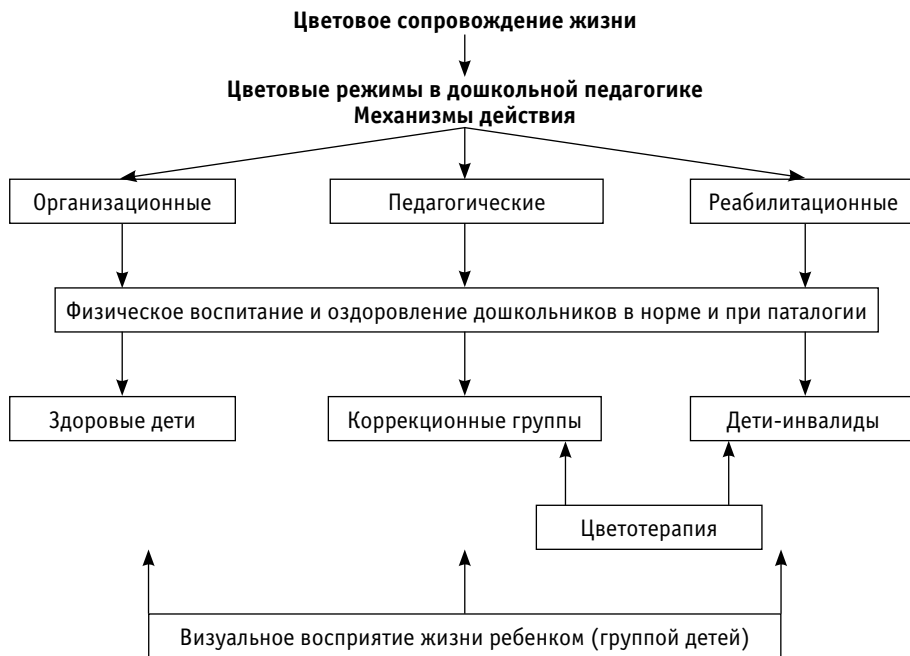 Цветовое сопровождение жизни
Цветовые режимы в дошкольной педагогике
Механизмы действия
Организационные
Педагогические
Реабилитационные
Физическое воспитание и оздоровление дошкольников в норме и при паталогии
Здоровые дети
Коррекционные группы
Дети-инвалиды
Цветотерапия
Визуальное восприятие жизни ребенком (группой детей)